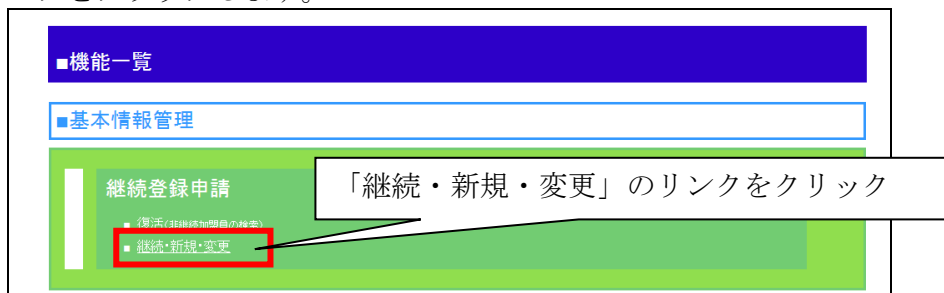 ■機能一覧
■基本情報管理
継続登録申請
「継続・新規・変更」のリンクをクリック
■ 復活(非継続加盟員の検索)
■ 継続・新規・変更